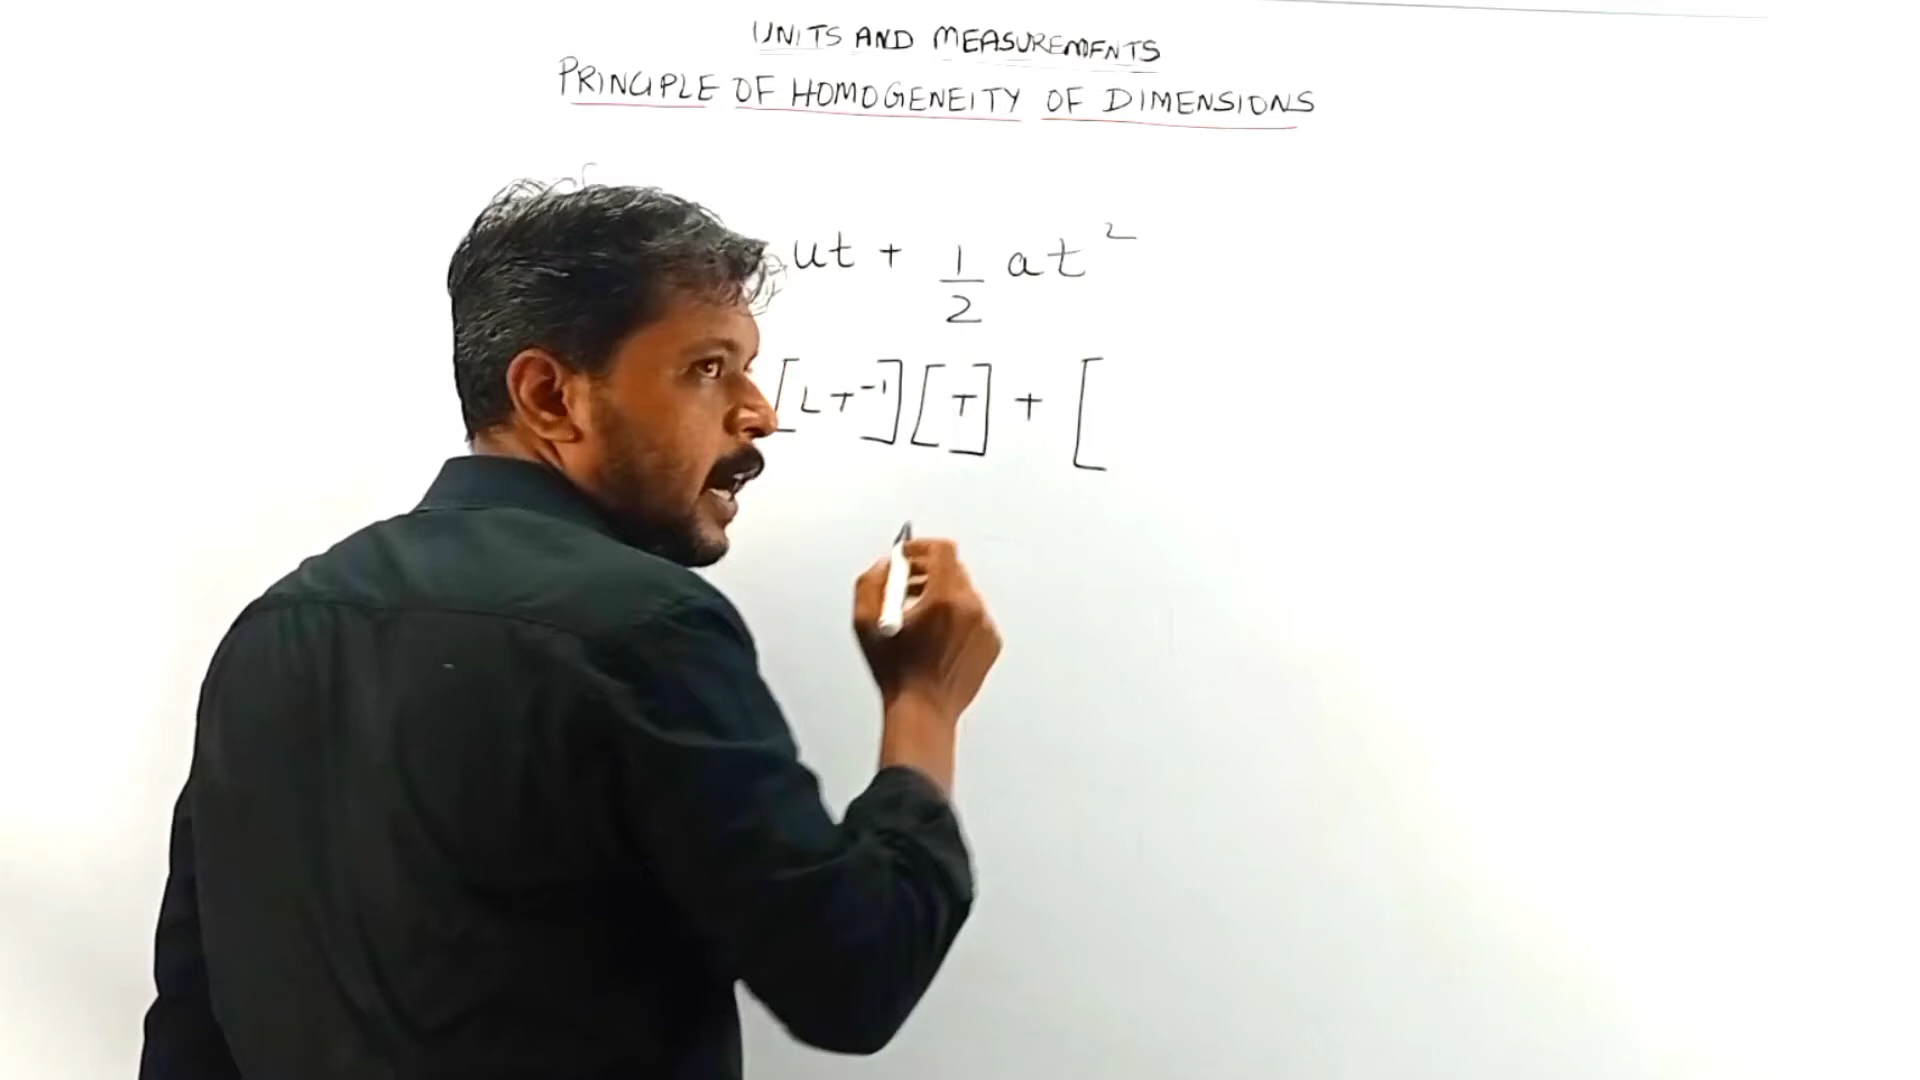 UNITS AND MEASUREMENTS
PRINCIPLE OF HOMOGENEITY OF DIMENSIONS
ut + 1/2 at²
[LT⁻¹] [T] + [